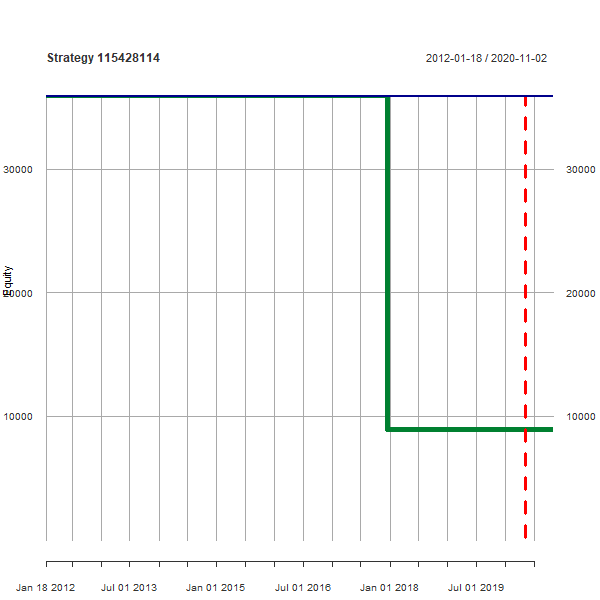 Strategy 115428114
2012-01-18 / 2020-11-02
30000
30000
Equity
20000
20000
10000
10000
Jan 18 2012
Jul 01 2013
Jan 01 2015
Jul 01 2016
Jan 01 2018
Jul 01 2019